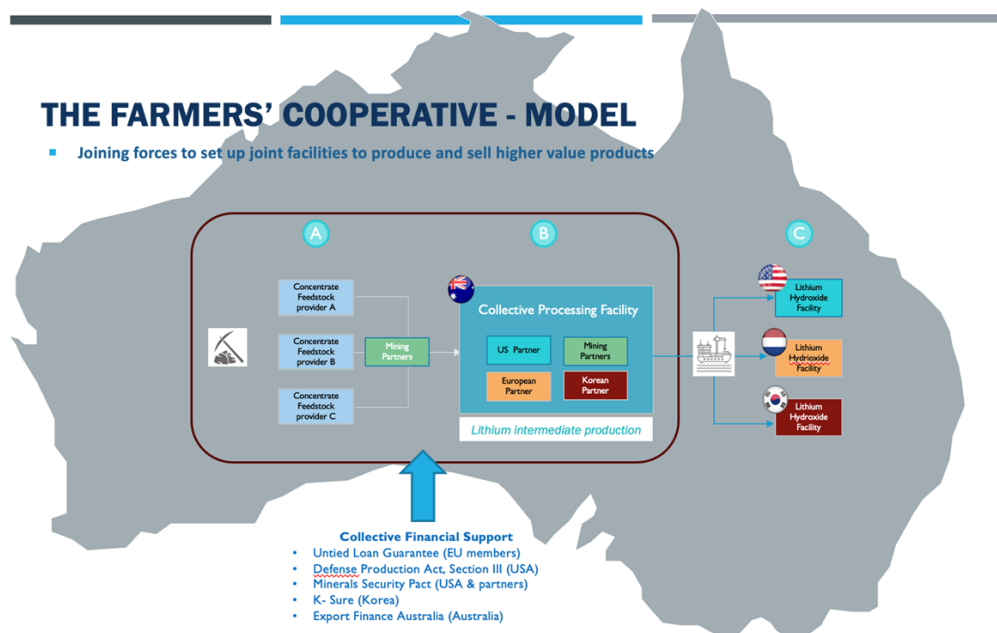 THE FARMERS' COOPERATIVE - MODEL
Joining forces to set up joint facilities to produce and sell higher value products
A
B
C
Concentrate
Feedstock
provider A
Concentrate
Feedstock
provider B
Concentrate
Feedstock
provider C
Mining
Partners
Collective Processing Facility
US Partner
Mining
Partners
European
Partner
Korean
Partner
Lithium intermediate production
Lithium
Hydroxide
Facility
Lithium
Hydrioxide
Facility
Lithium
Hydroxide
Facility
Collective Financial Support
• Untied Loan Guarantee (EU members)
• Defense Production Act, Section III (USA)
• Minerals Security Pact (USA & partners)
• K- Sure (Korea)
• Export Finance Australia (Australia)